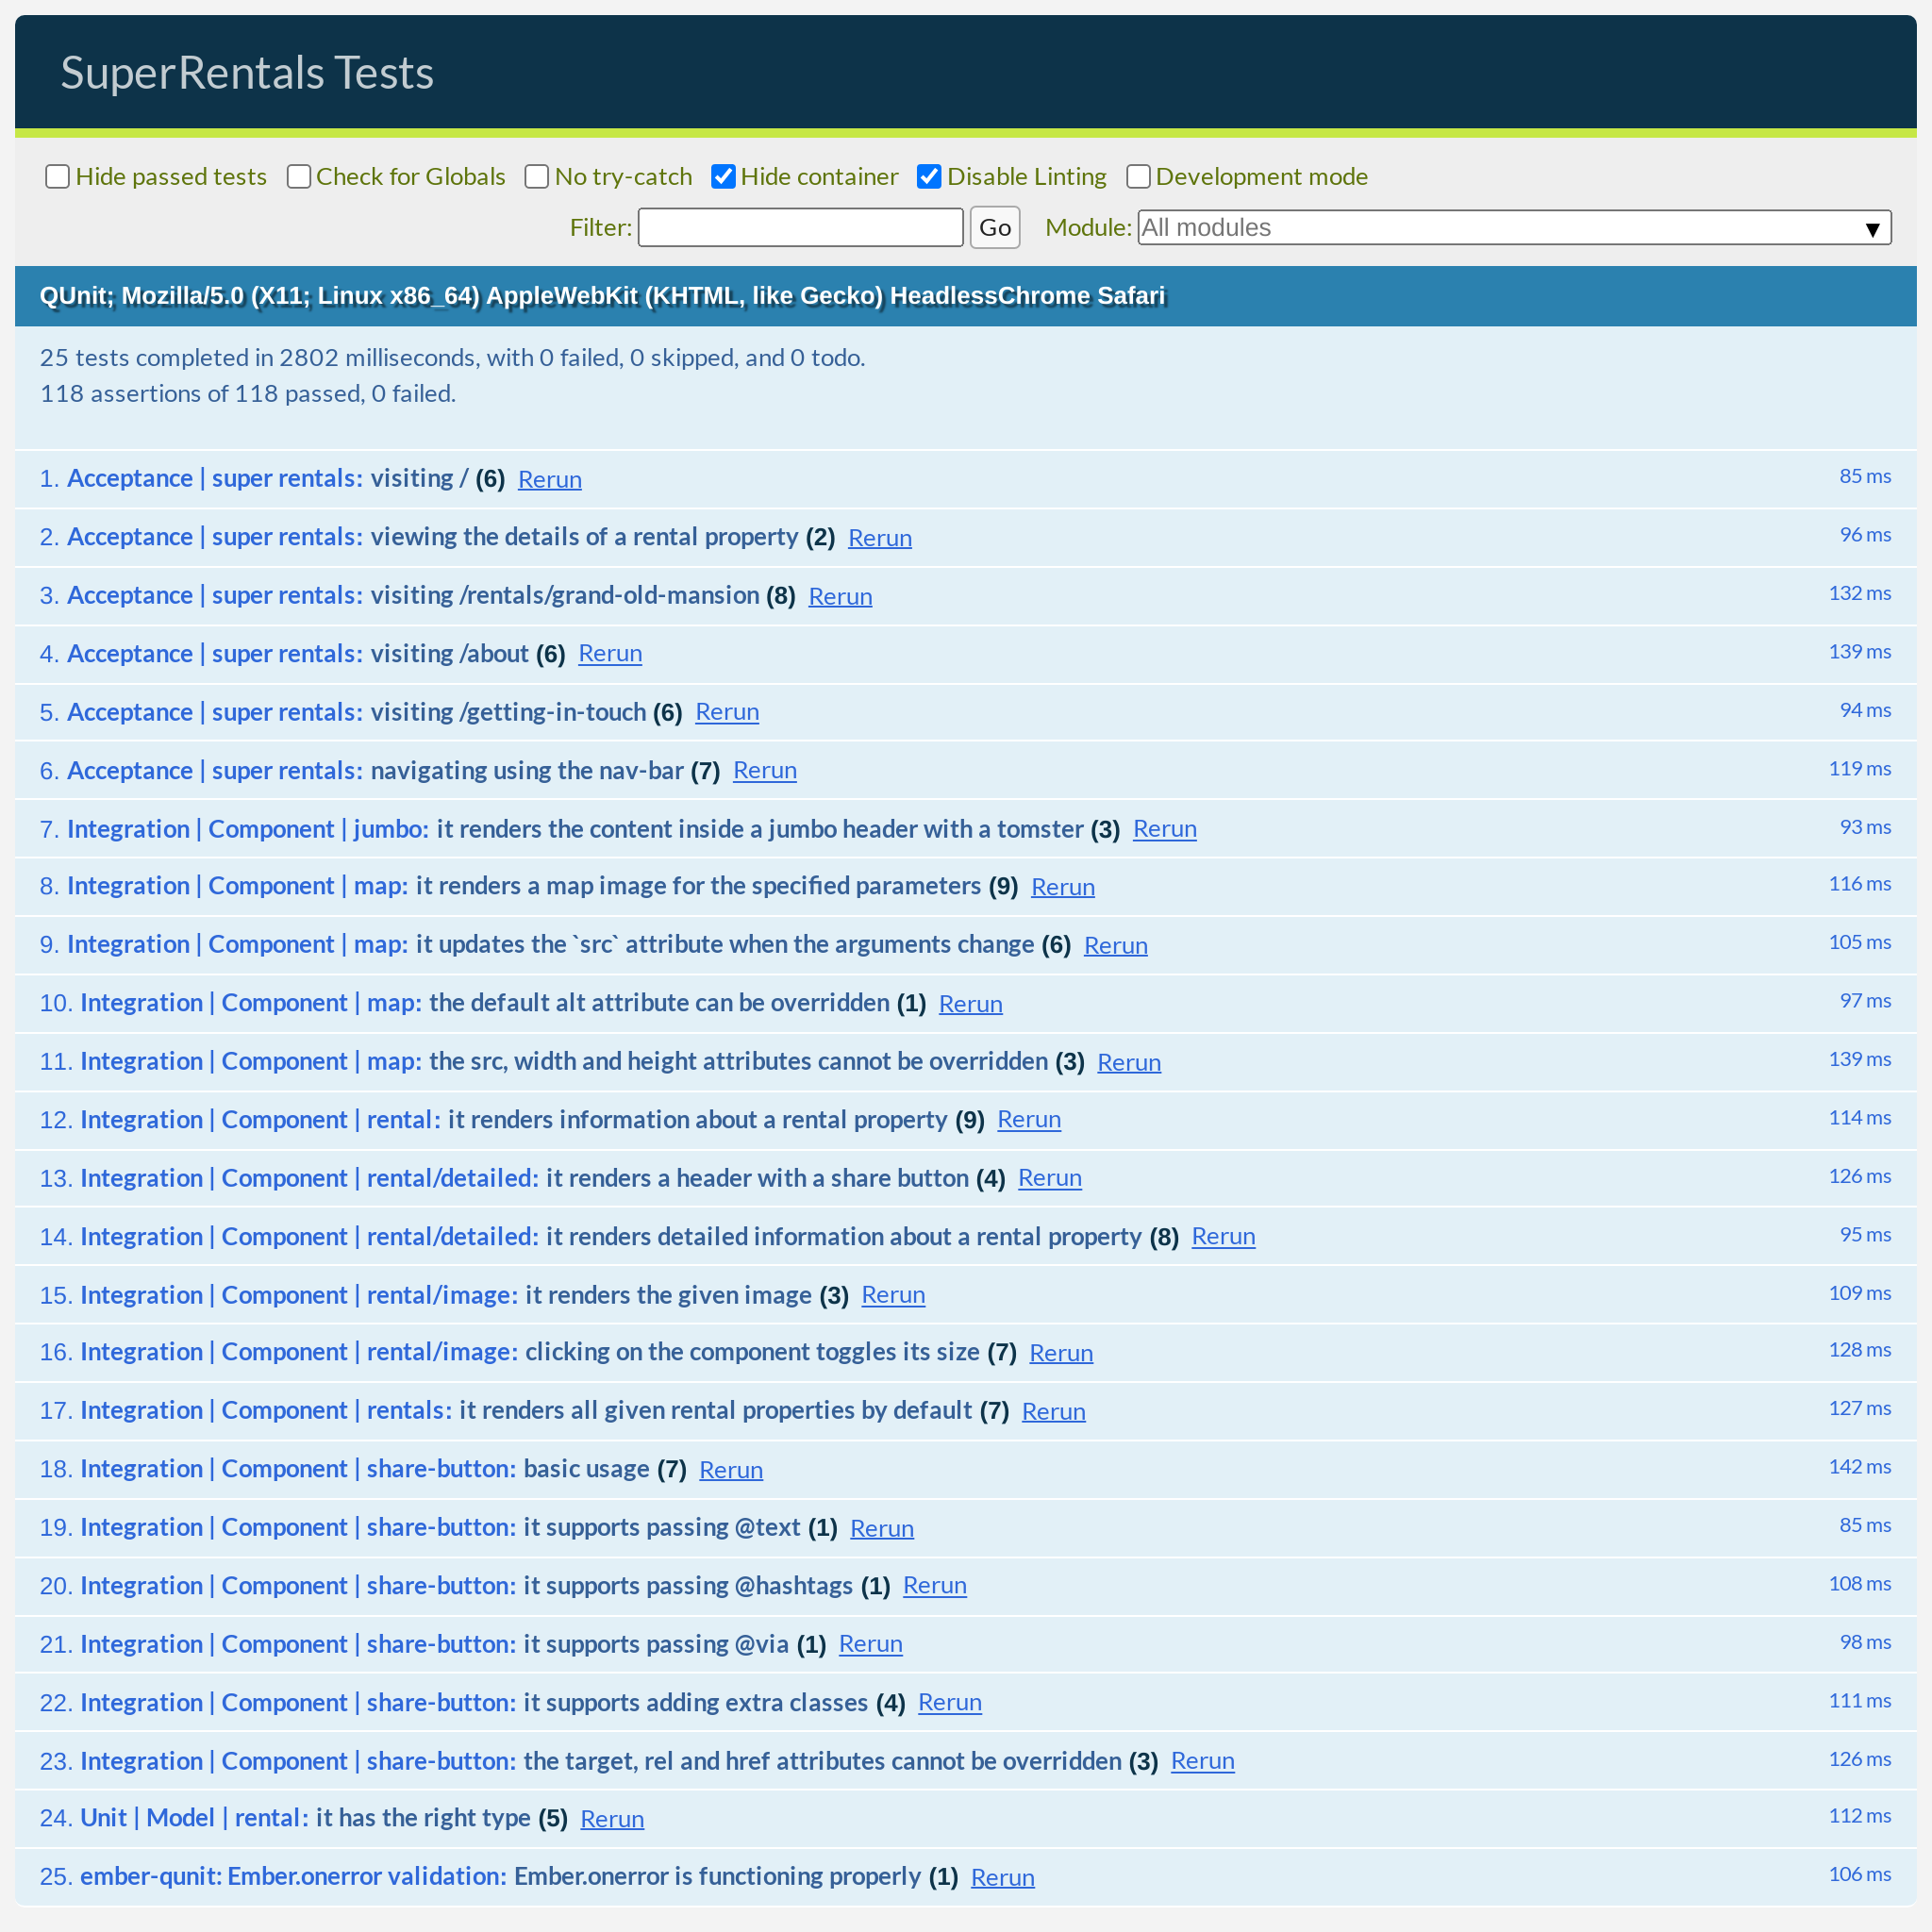 SuperRentals Tests
Hide passed tests Check for Globals No try-catch Hide container Disable Linting Development mode
Filter: Go Module: All modules ▼
QUnit; Mozilla/5.0 (X11; Linux x86_64) AppleWebKit (KHTML, like Gecko) HeadlessChrome Safari
25 tests completed in 2802 milliseconds, with 0 failed, 0 skipped, and 0 todo.
118 assertions of 118 passed, 0 failed.
1. Acceptance | super rentals: visiting / (6) Rerun 85 ms
2. Acceptance | super rentals: viewing the details of a rental property (2) Rerun 96 ms
3. Acceptance | super rentals: visiting /rentals/grand-old-mansion (8) Rerun 132 ms
4. Acceptance | super rentals: visiting /about (6) Rerun 139 ms
5. Acceptance | super rentals: visiting /getting-in-touch (6) Rerun 94 ms
6. Acceptance | super rentals: navigating using the nav-bar (7) Rerun 119 ms
7. Integration | Component | jumbo: it renders the content inside a jumbo header with a tomster (3) Rerun 93 ms
8. Integration | Component | map: it renders a map image for the specified parameters (9) Rerun 116 ms
9. Integration | Component | map: it updates the `src` attribute when the arguments change (6) Rerun 105 ms
10. Integration | Component | map: the default alt attribute can be overridden (1) Rerun 97 ms
11. Integration | Component | map: the src, width and height attributes cannot be overridden (3) Rerun 139 ms
12. Integration | Component | rental: it renders information about a rental property (9) Rerun 114 ms
13. Integration | Component | rental/detailed: it renders a header with a share button (4) Rerun 126 ms
14. Integration | Component | rental/detailed: it renders detailed information about a rental property (8) Rerun 95 ms
15. Integration | Component | rental/image: it renders the given image (3) Rerun 109 ms
16. Integration | Component | rental/image: clicking on the component toggles its size (7) Rerun 128 ms
17. Integration | Component | rentals: it renders all given rental properties by default (7) Rerun 127 ms
18. Integration | Component | share-button: basic usage (7) Rerun 142 ms
19. Integration | Component | share-button: it supports passing @text (1) Rerun 85 ms
20. Integration | Component | share-button: it supports passing @hashtags (1) Rerun 108 ms
21. Integration | Component | share-button: it supports passing @via (1) Rerun 98 ms
22. Integration | Component | share-button: it supports adding extra classes (4) Rerun 111 ms
23. Integration | Component | share-button: the target, rel and href attributes cannot be overridden (3) Rerun 126 ms
24. Unit | Model | rental: it has the right type (5) Rerun 112 ms
25. ember-qunit: Ember.onerror validation: Ember.onerror is functioning properly (1) Rerun 106 ms